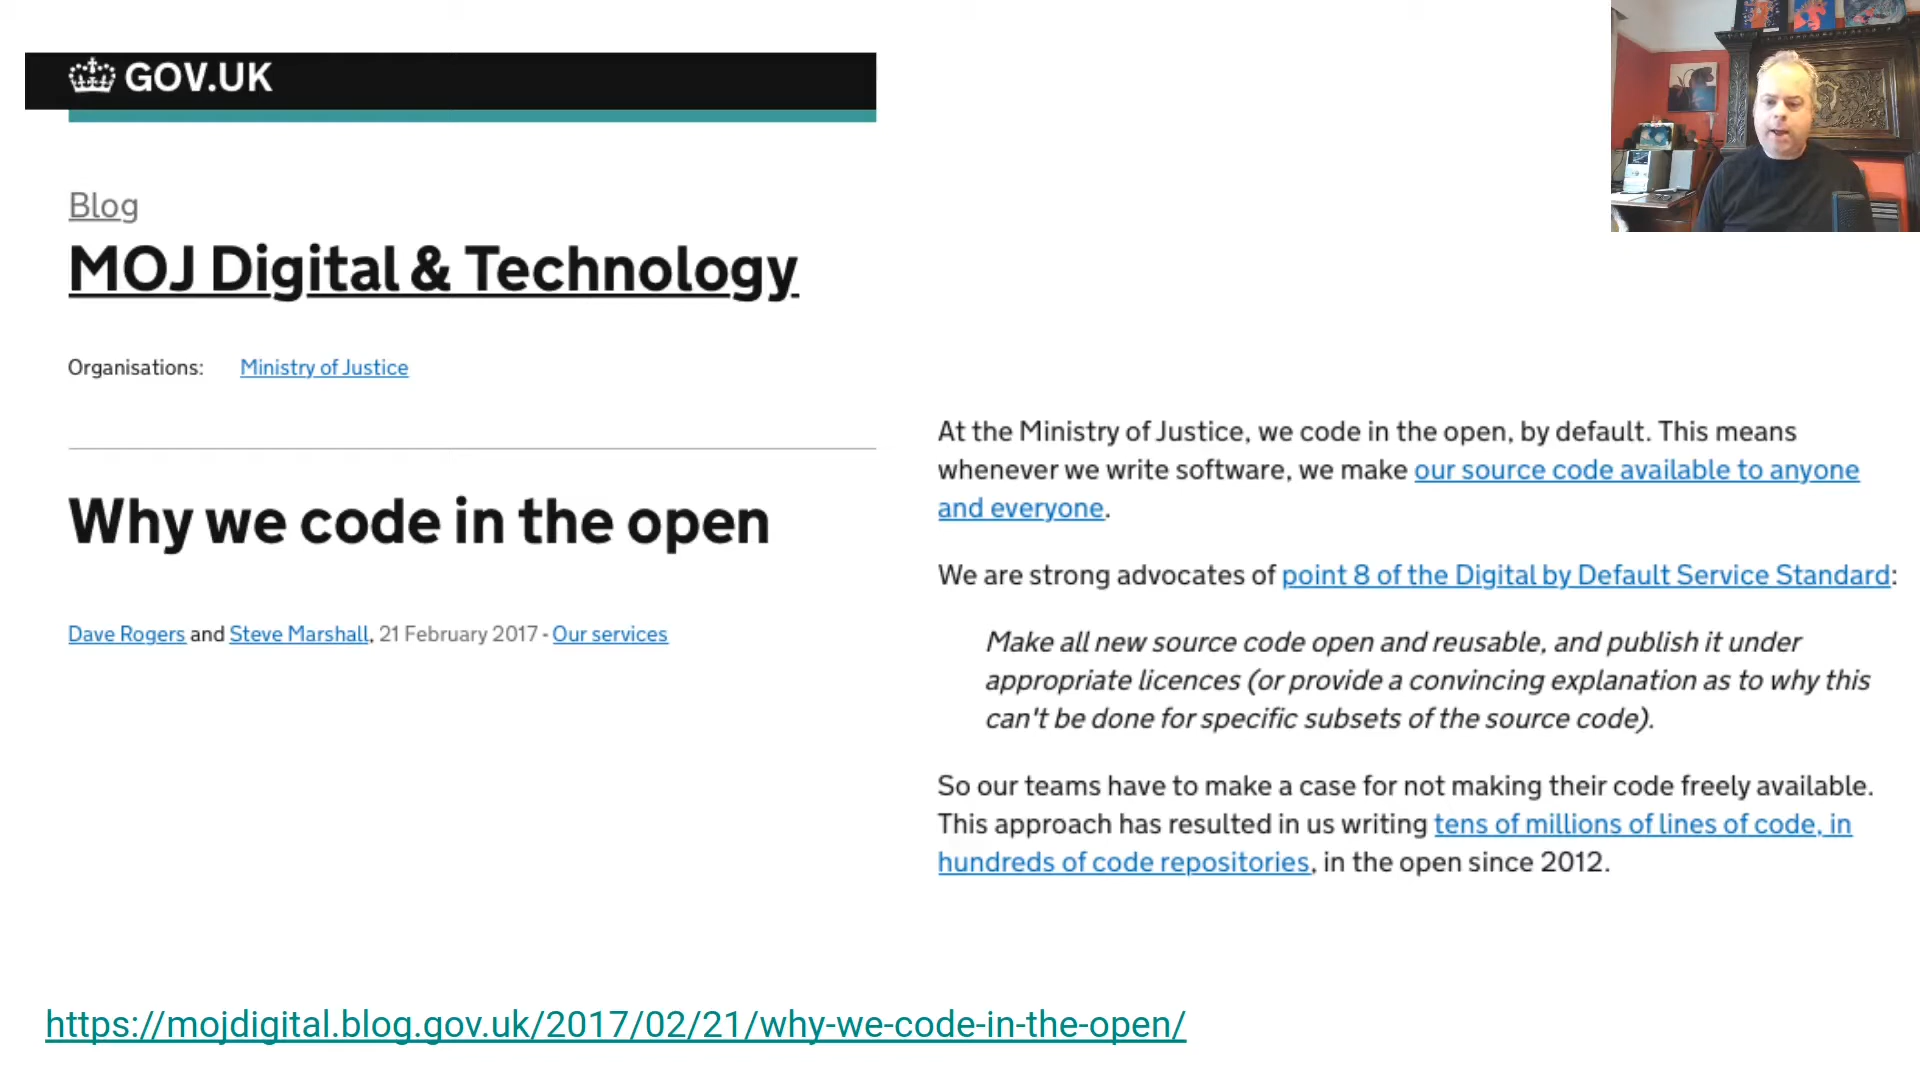 GOV.UK
Blog
MOJ Digital & Technology
Organisations: Ministry of Justice
Why we code in the open
Dave Rogers and Steve Marshall, 21 February 2017 - Our services
At the Ministry of Justice, we code in the open, by default. This means
whenever we write software, we make our source code available to anyone
and everyone.
We are strong advocates of point 8 of the Digital by Default Service Standard:
Make all new source code open and reusable, and publish it under
appropriate licences (or provide a convincing explanation as to why this
can't be done for specific subsets of the source code).
So our teams have to make a case for not making their code freely available.
This approach has resulted in us writing tens of millions of lines of code, in
hundreds of code repositories, in the open since 2012.
https://mojdigital.blog.gov.uk/2017/02/21/why-we-code-in-the-open/